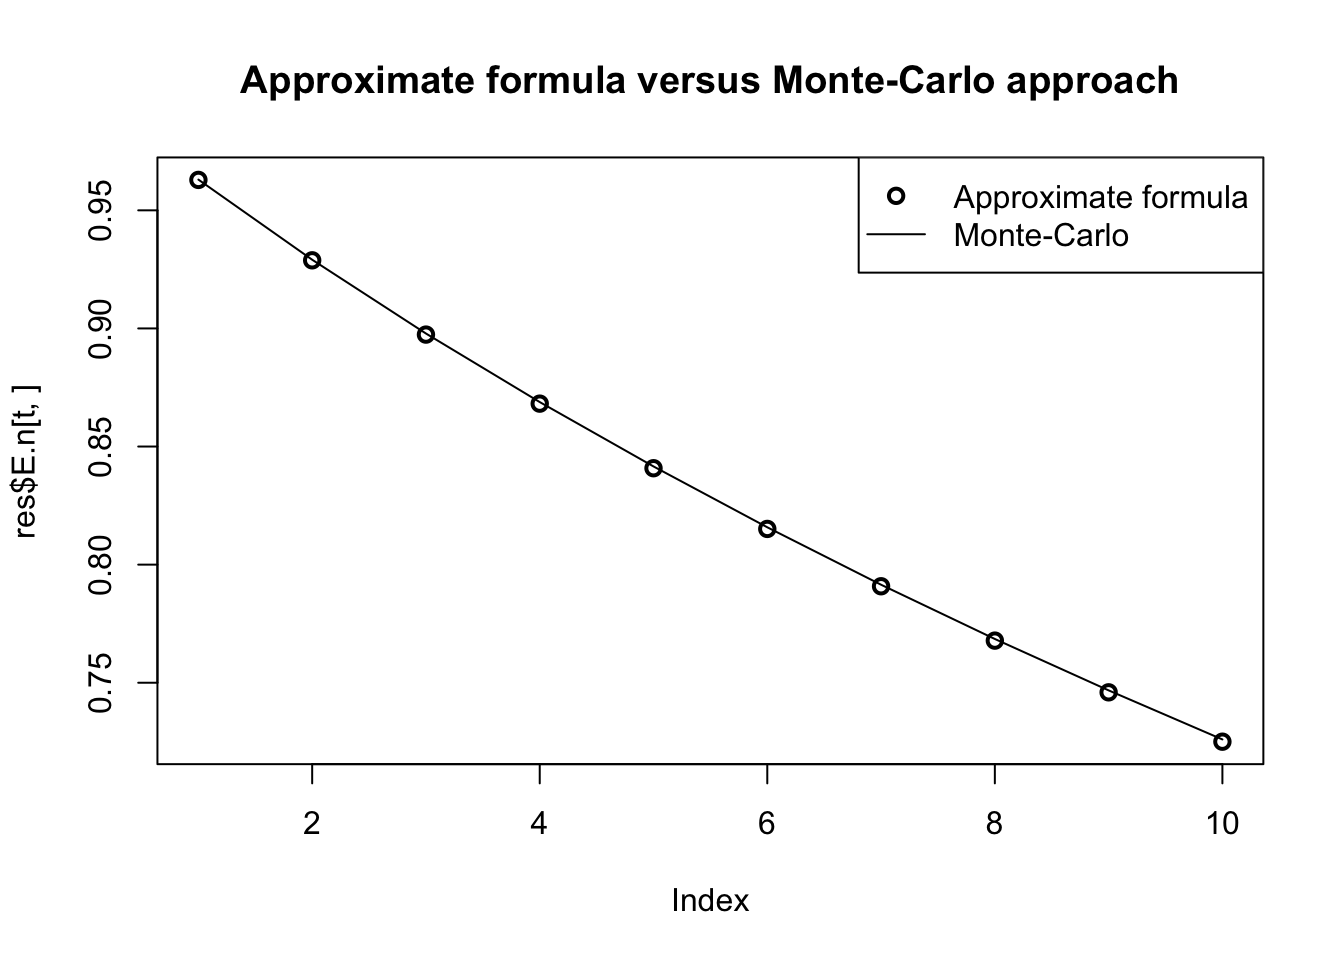 Approximate formula versus Monte-Carlo approach
Approximate formula
Monte-Carlo
res$E.n[t, ]
0.95
0.90
0.85
0.80
0.75
2 4 6 8 10
Index